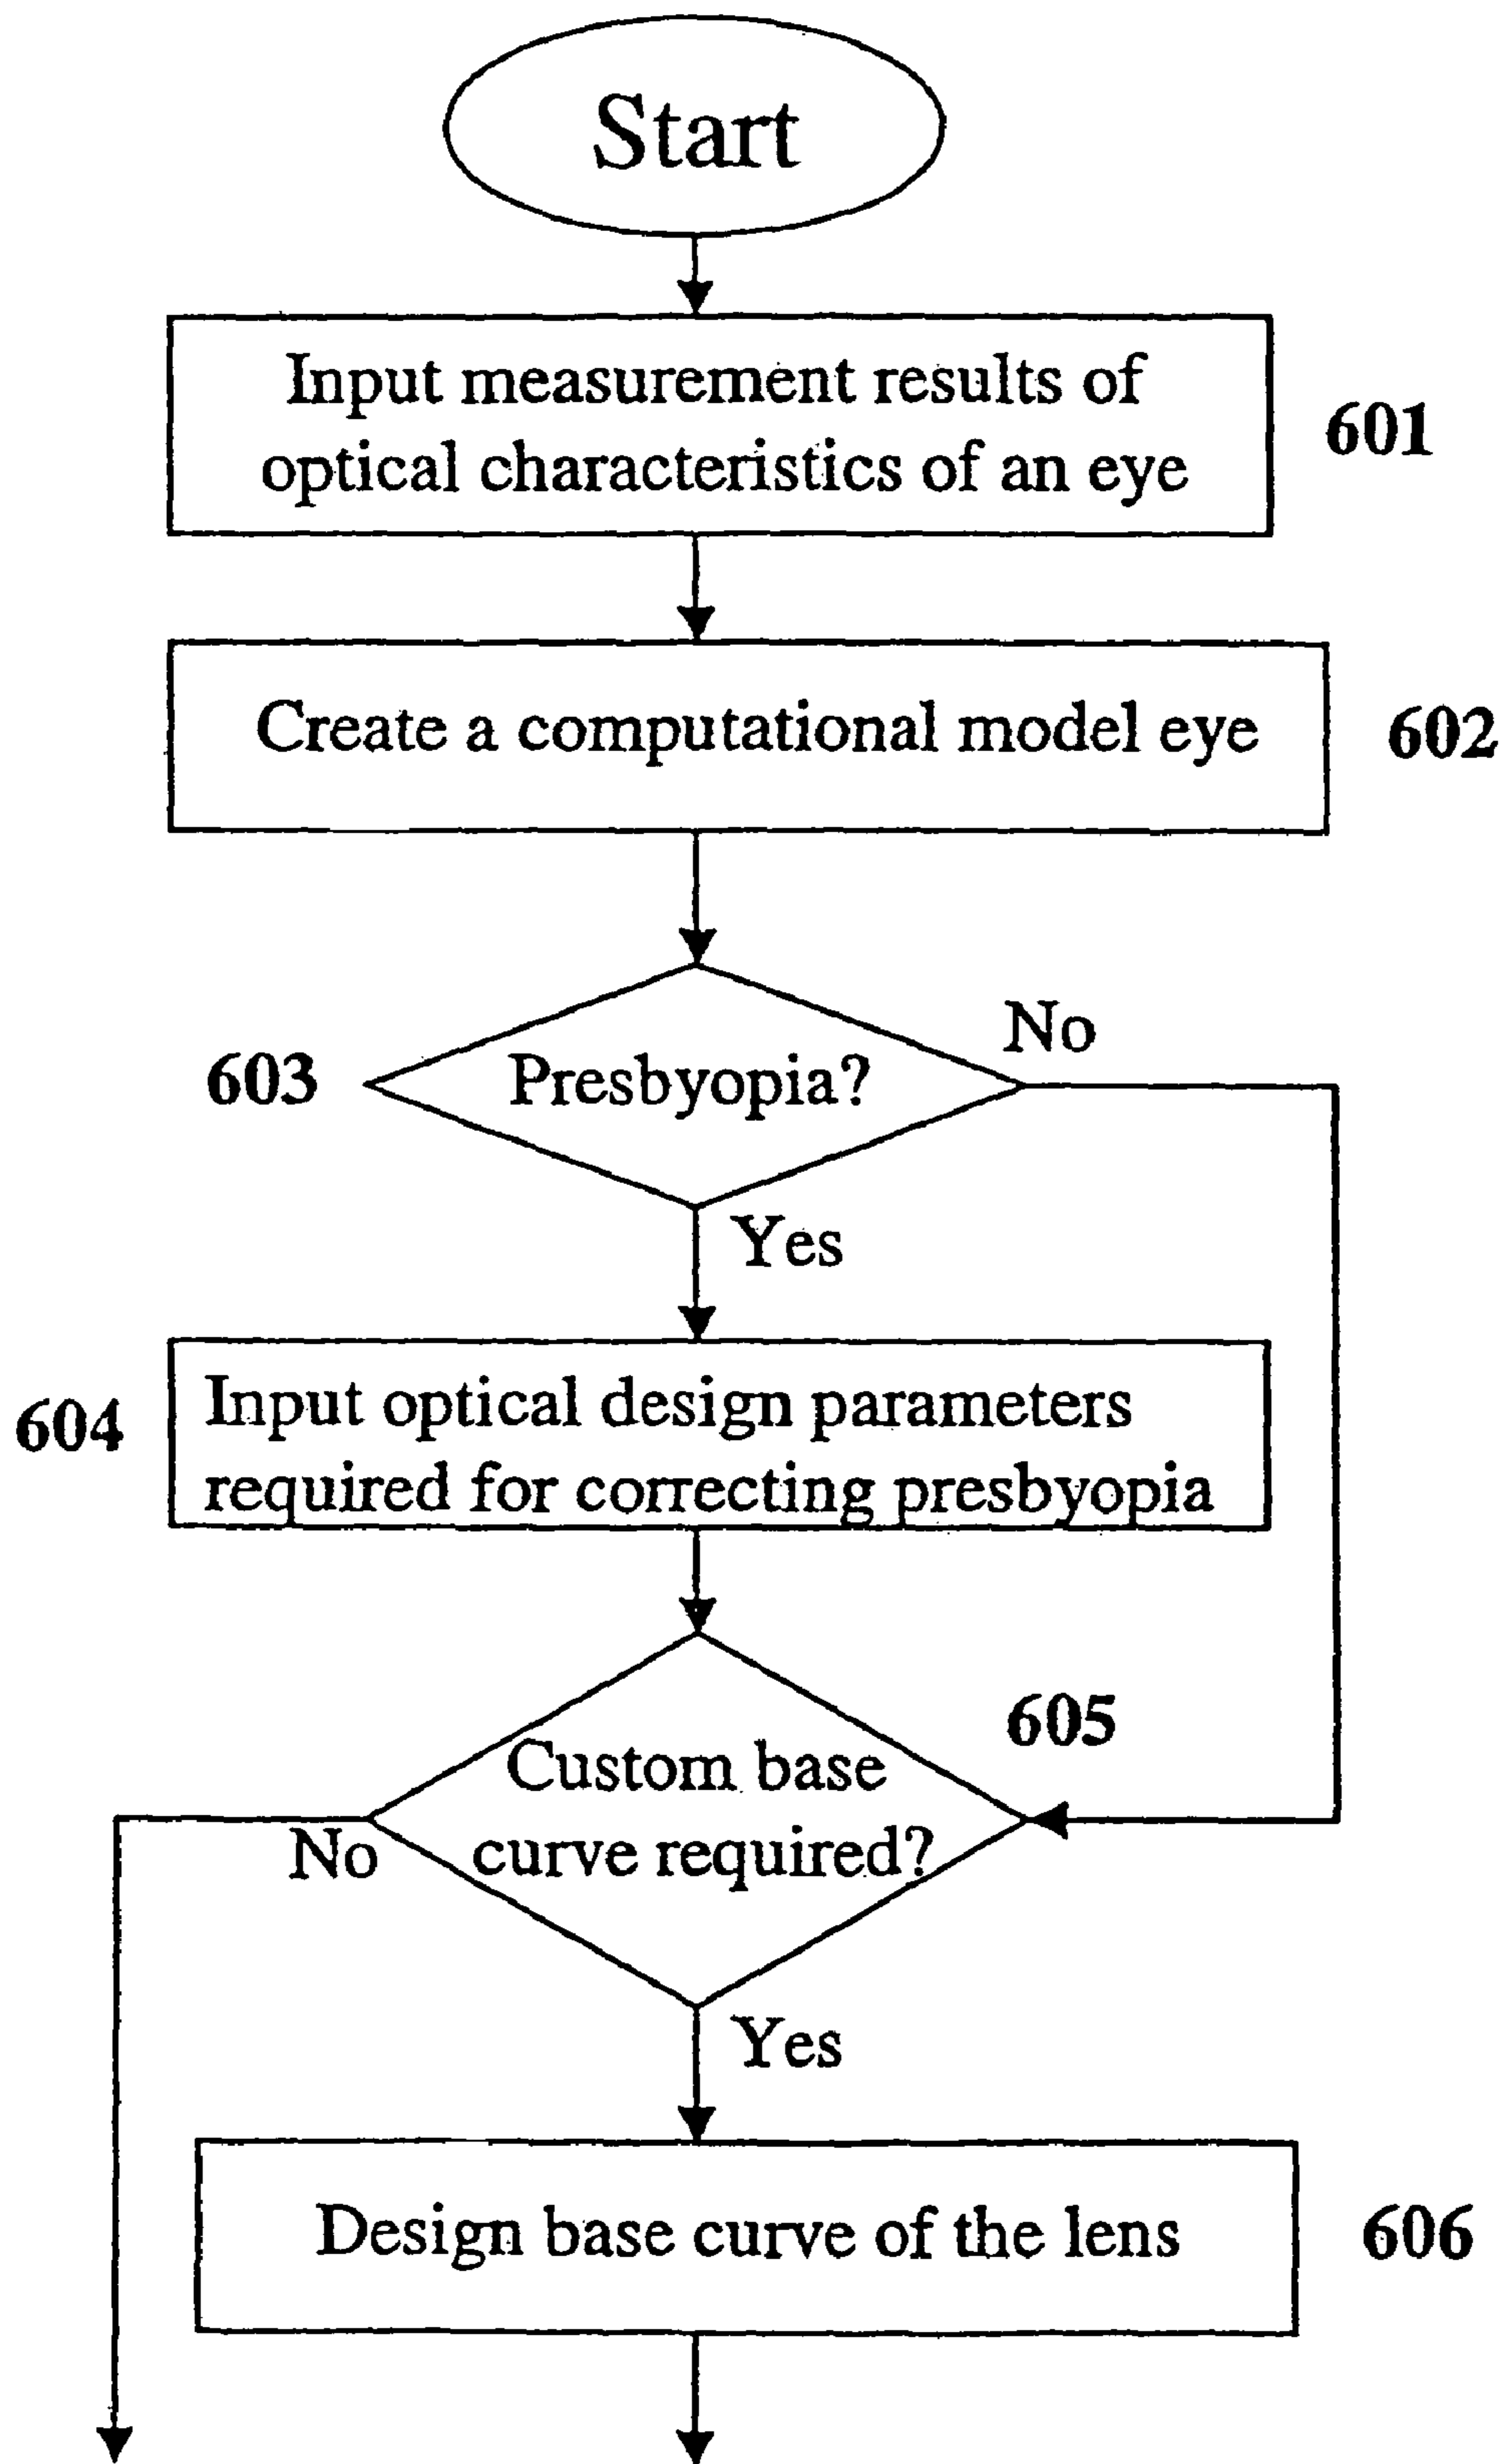 Start
Input measurement results of
optical characteristics of an eye
601
Create a computational model eye
602
603
Presbyopia?
No
Yes
604
Input optical design parameters
required for correcting presbyopia
605
Custom base
curve required?
No
Yes
Design base curve of the lens
606